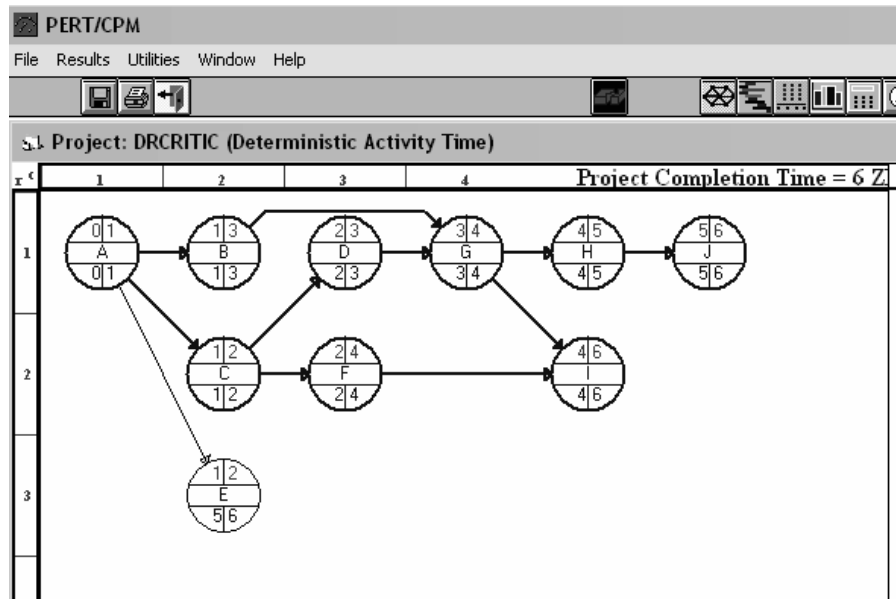 PERT/CPM
File Results Utilities Window Help
Project: DRCRITIC (Deterministic Activity Time)
1 2 3 4 Project Completion Time = 6 Z
1
0 1
A
0 1
1 3
B
1 3
2 3
D
2 3
3 4
G
3 4
4 5
H
4 5
5 6
J
5 6
2
1 2
C
1 2
2 4
F
2 4
4 6
I
4 6
3
1 2
E
5 6